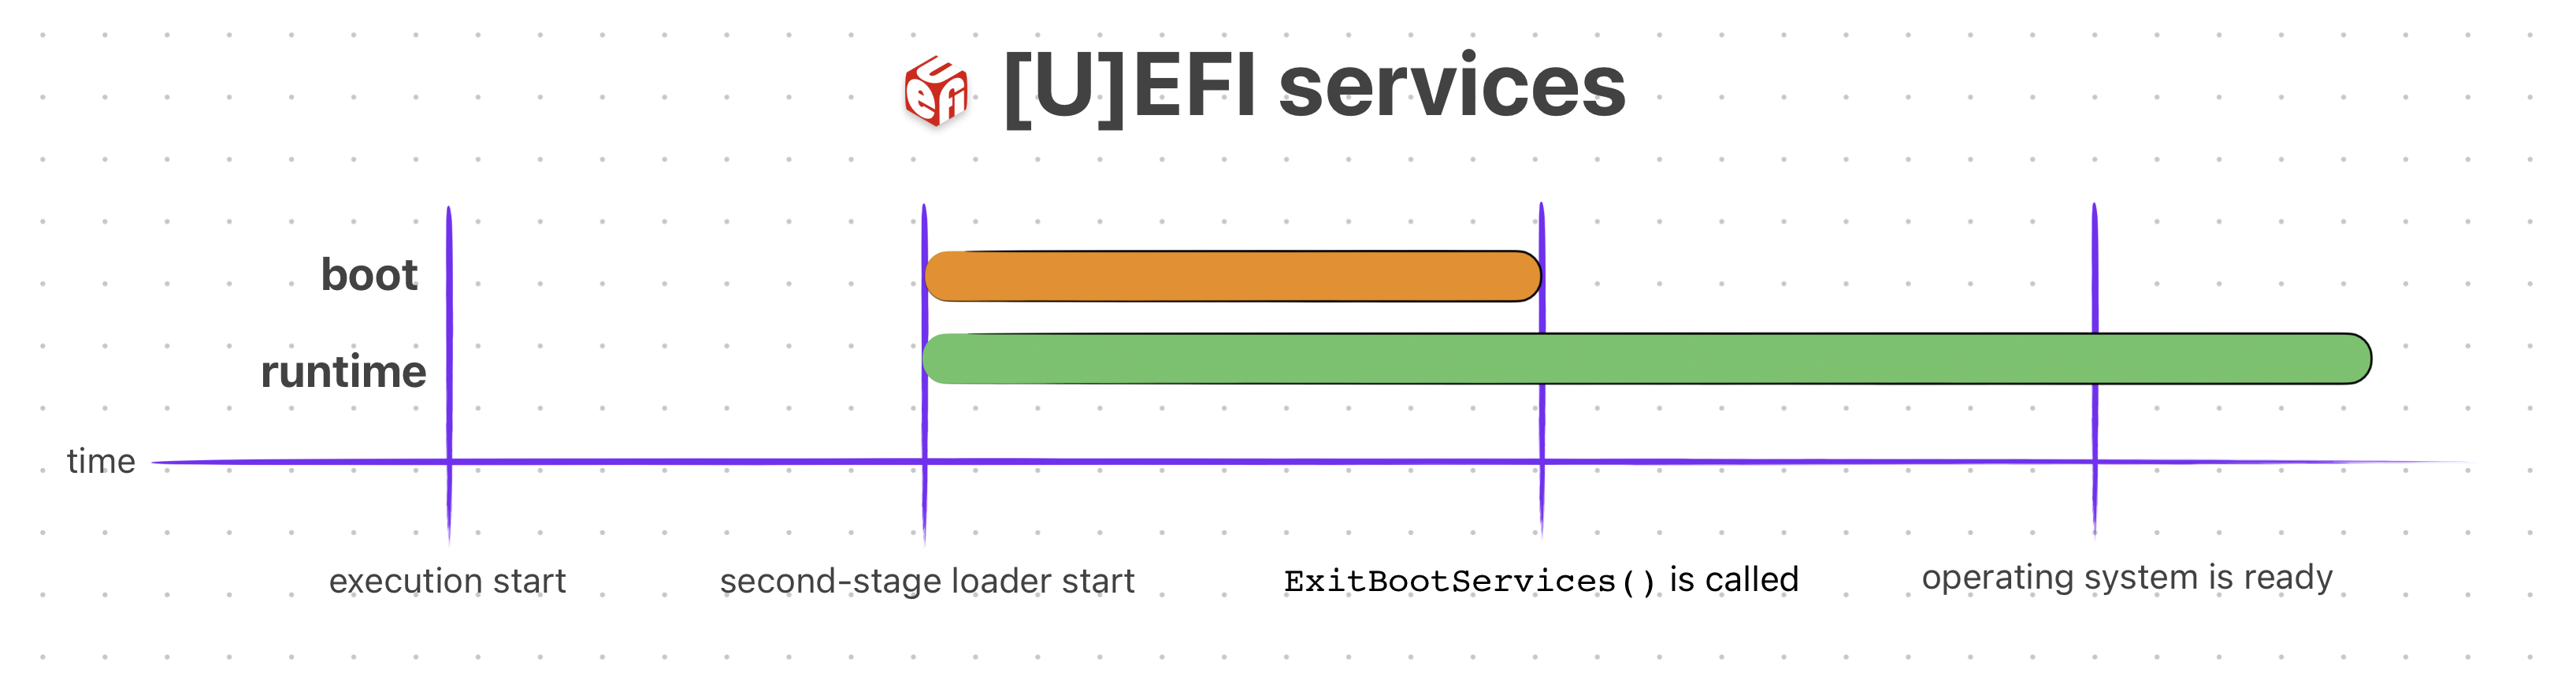 UEFI [U]EFI services
boot
runtime
time
execution start
second-stage loader start
ExitBootServices() is called
operating system is ready